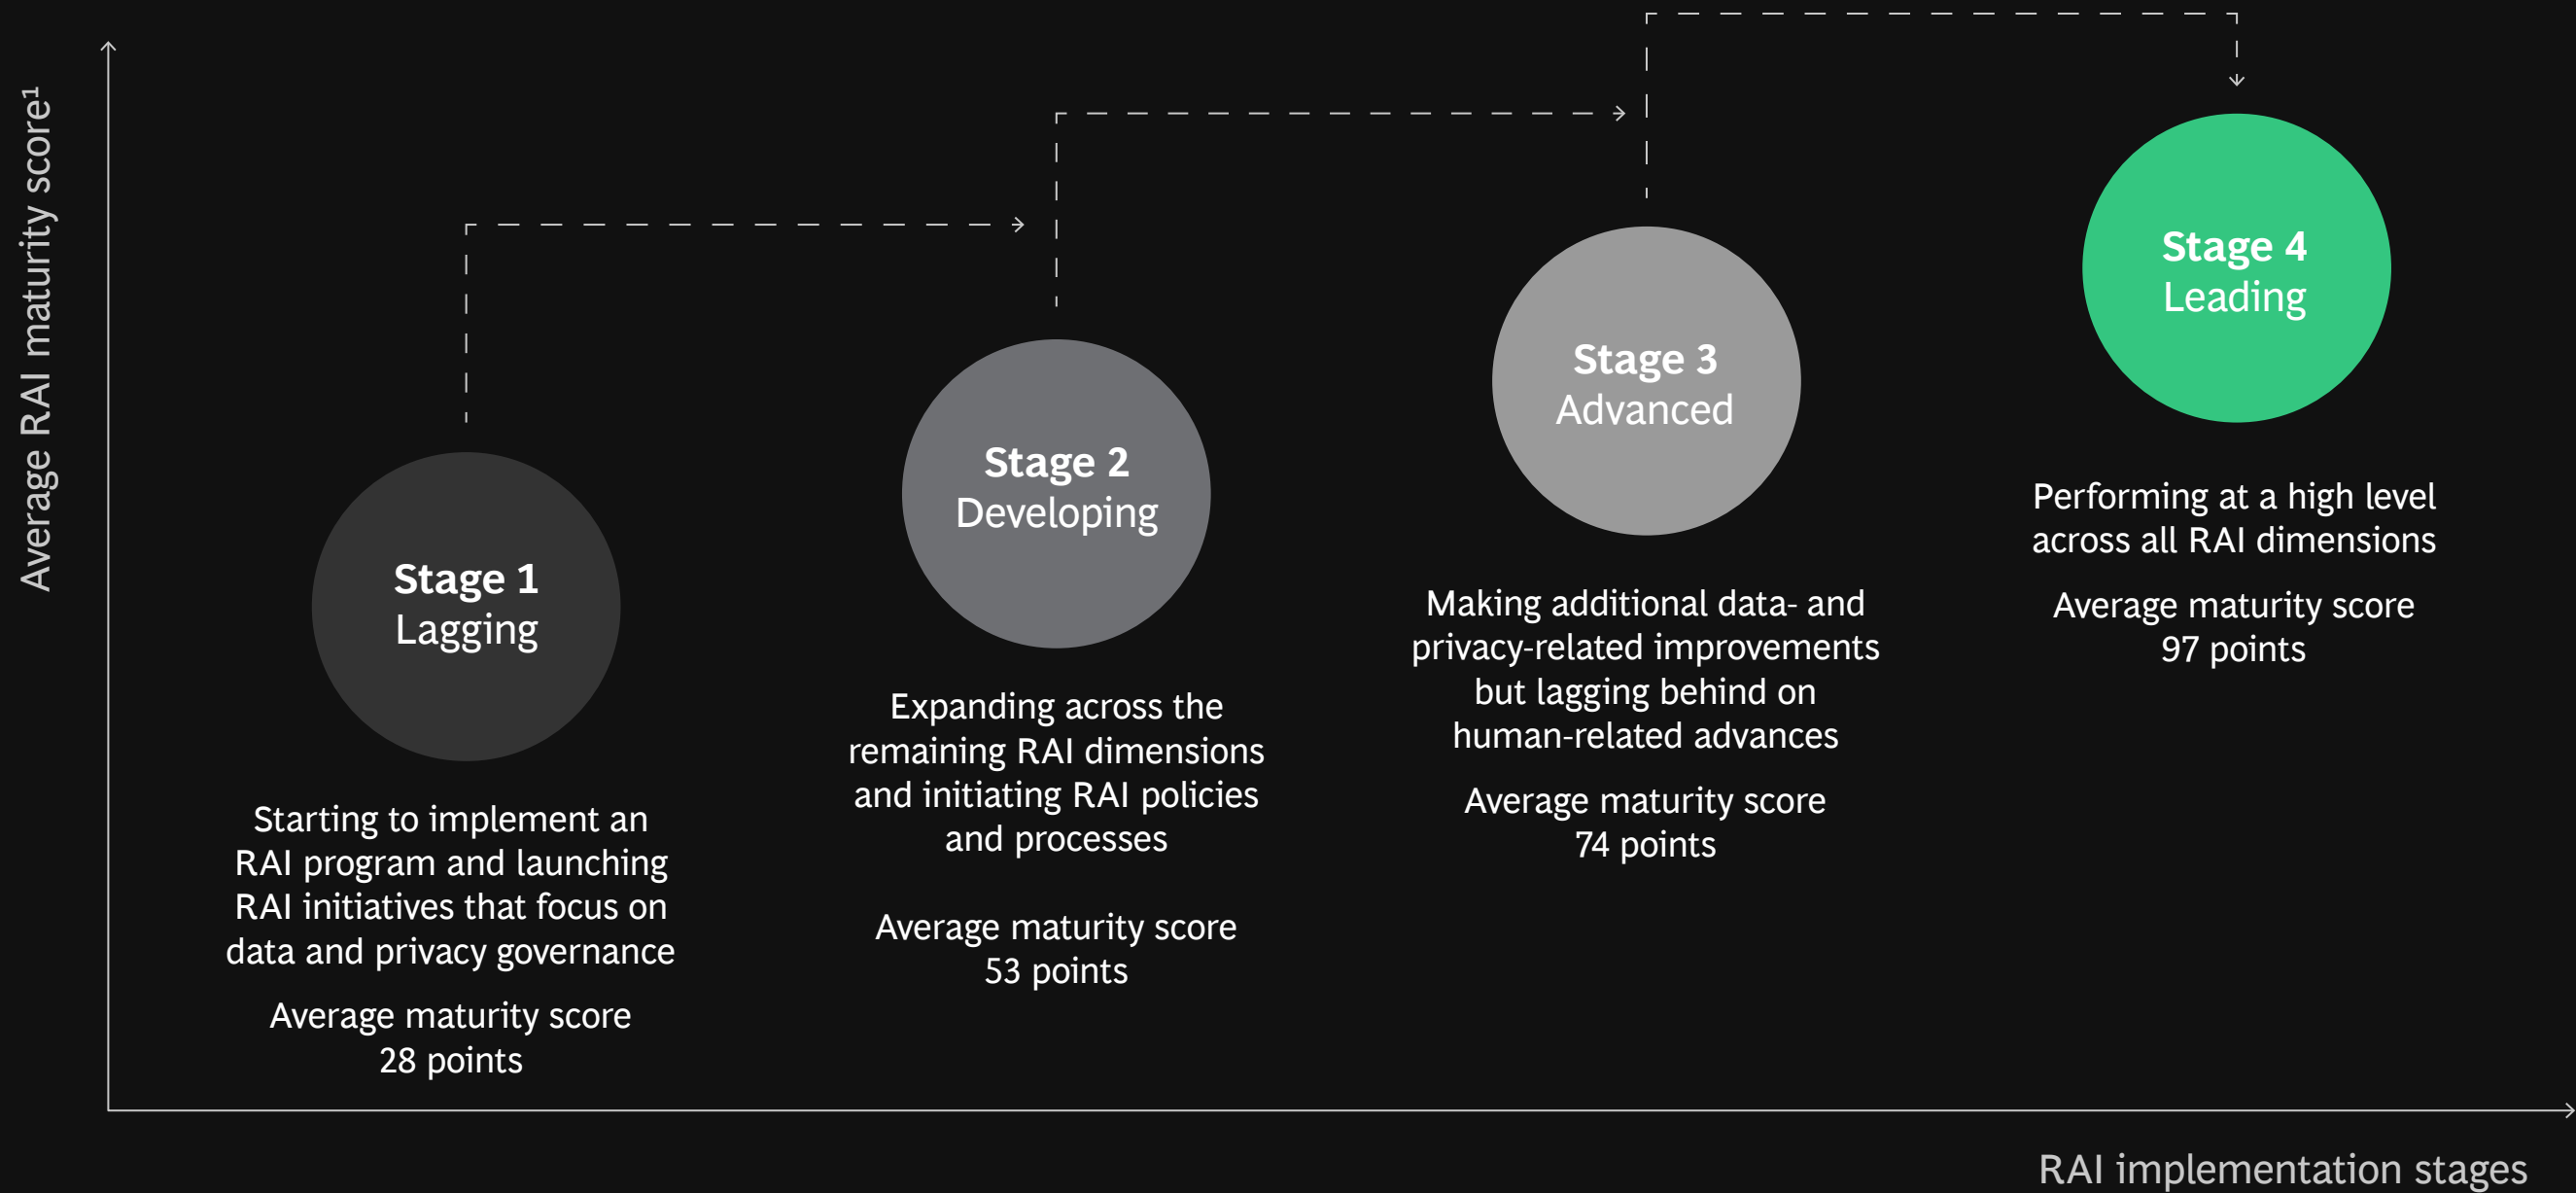 Average RAI maturity score¹
Stage 1
Lagging
Starting to implement an
RAI program and launching
RAI initiatives that focus on
data and privacy governance
Average maturity score
28 points
Stage 2
Developing
Expanding across the
remaining RAI dimensions
and initiating RAI policies
and processes
Average maturity score
53 points
Stage 3
Advanced
Making additional data- and
privacy-related improvements
but lagging behind on
human-related advances
Average maturity score
74 points
Stage 4
Leading
Performing at a high level
across all RAI dimensions
Average maturity score
97 points
RAI implementation stages